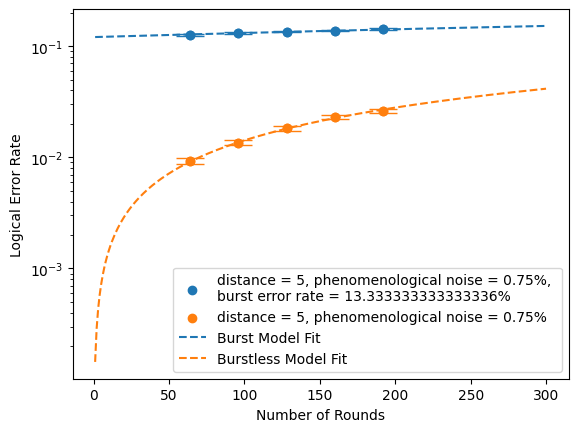 Logical Error Rate
10⁻¹
10⁻²
10⁻³
distance = 5, phenomenological noise = 0.75%,
burst error rate = 13.333333333333336%
distance = 5, phenomenological noise = 0.75%
Burst Model Fit
Burstless Model Fit
0 50 100 150 200 250 300
Number of Rounds